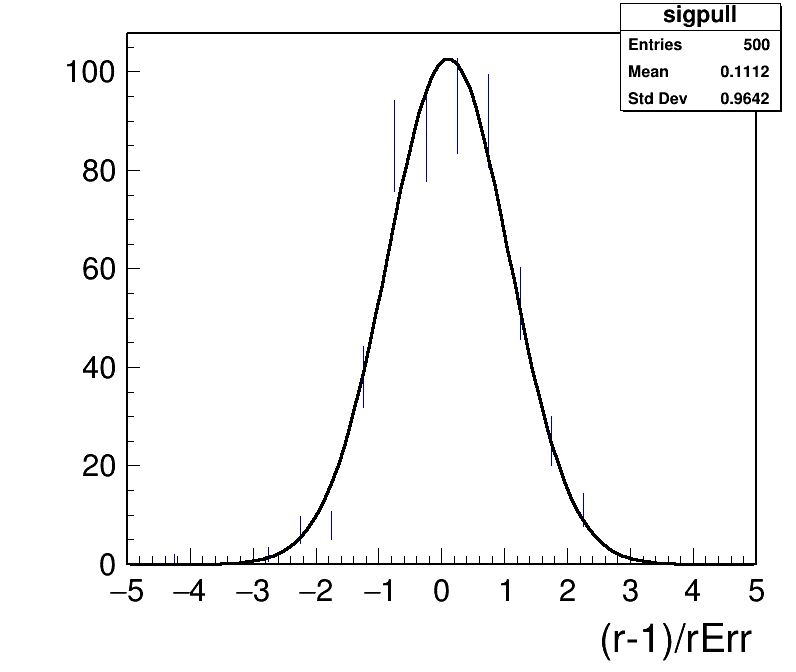 sigpull
Entries 500
Mean 0.1112
Std Dev 0.9642
100
80
60
40
20
0
−5 −4 −3 −2 −1 0 1 2 3 4 5
(r-1)/rErr